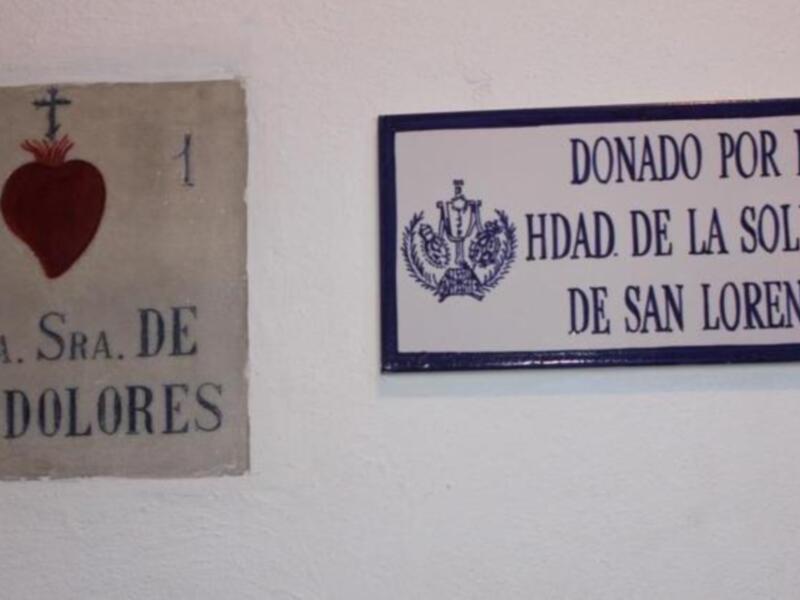 1
A. SRA. DE
DOLORES
DONADO POR
HDAD. DE LA SOL
DE SAN LOREN